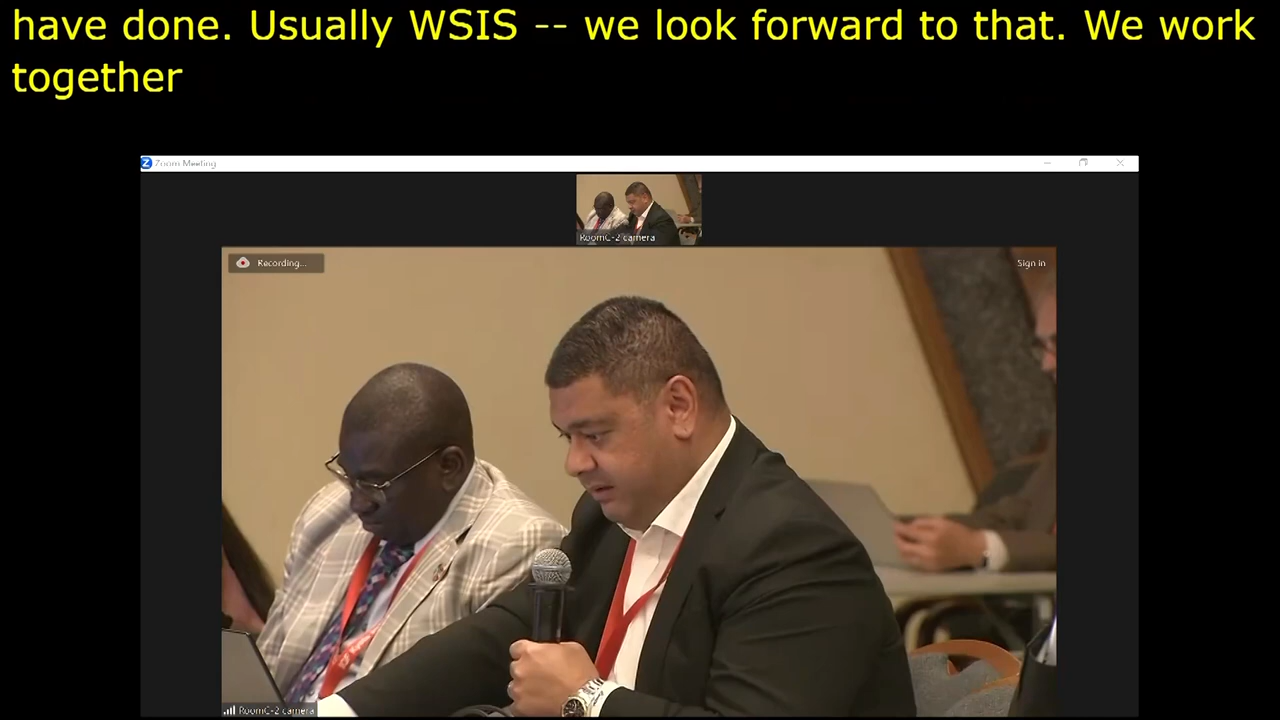 have done. Usually WSIS -- we look forward to that. We work
together
Zoom Meeting
RoomC-2 camera
Recording...
Sign in
RoomC-2 camera